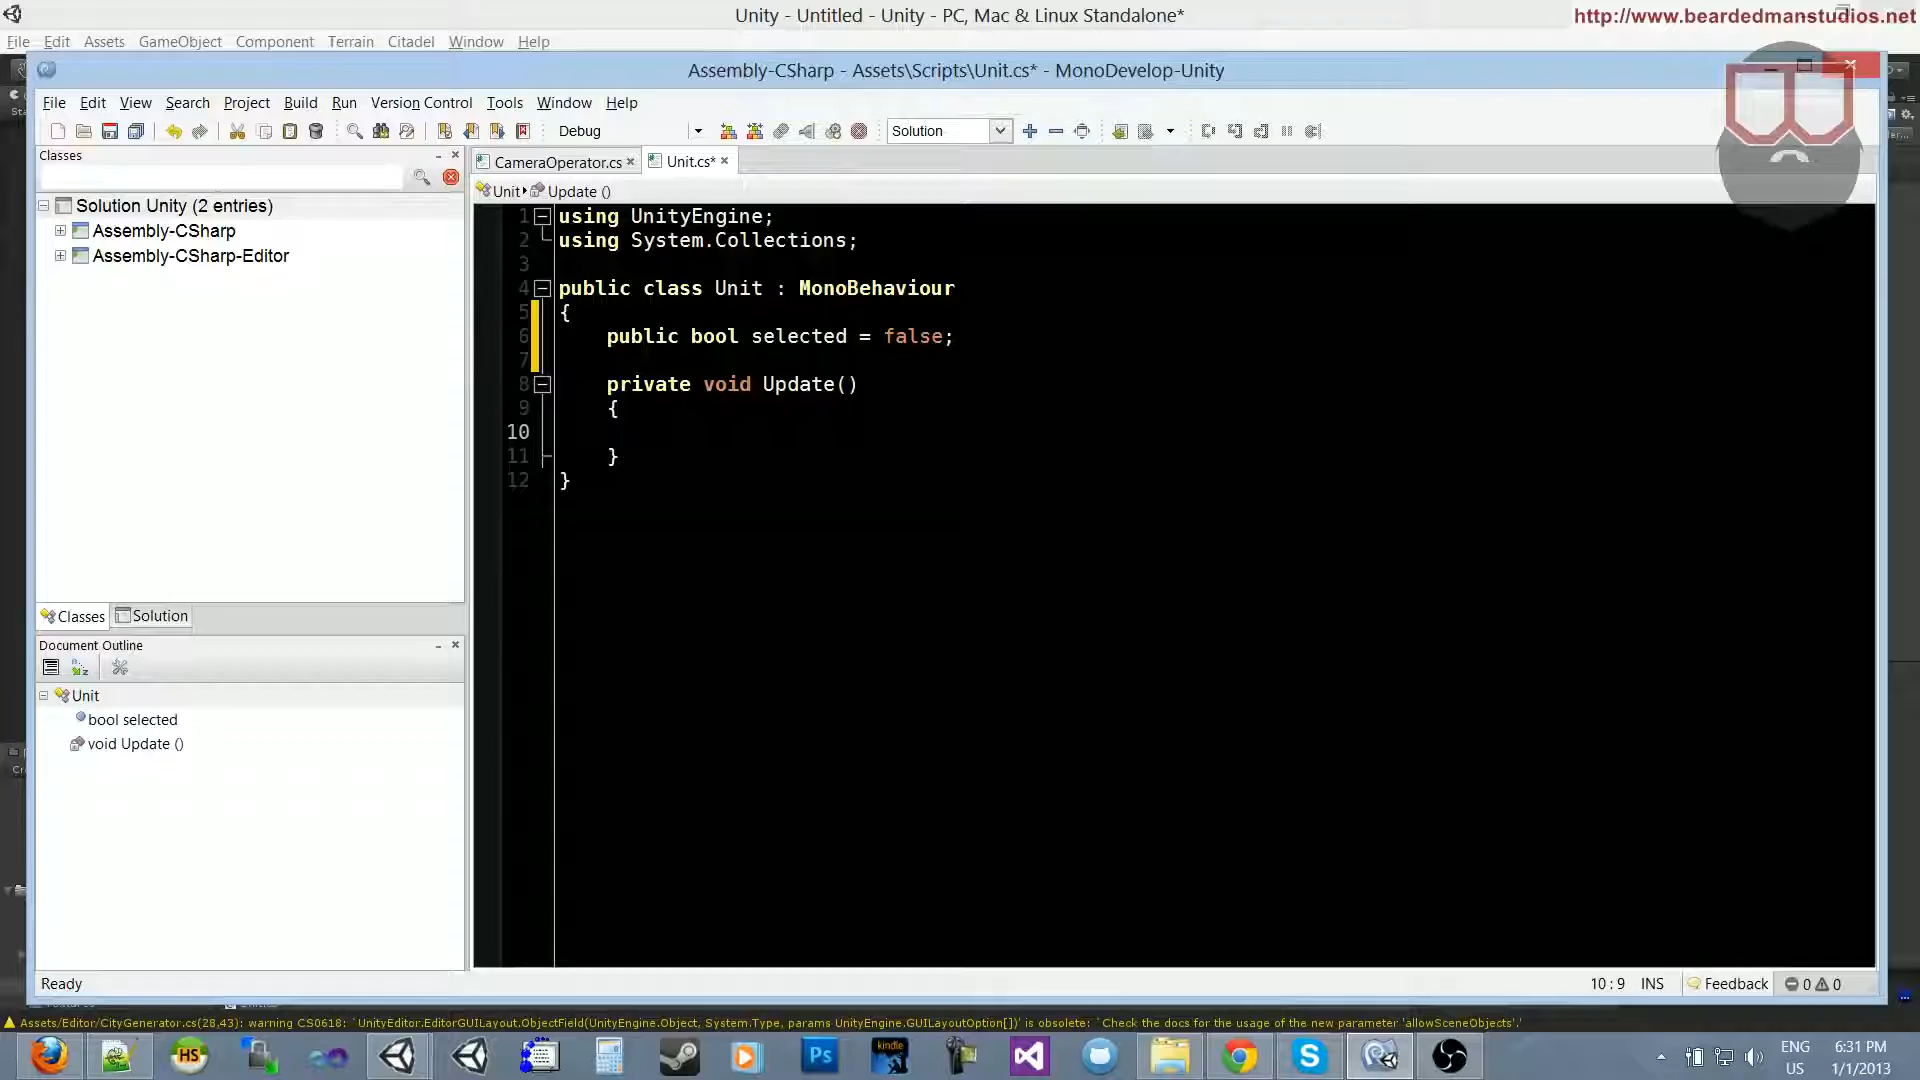 Unity - Untitled - Unity - PC, Mac & Linux Standalone*
http://www.beardedmanstudios.net
File Edit Assets GameObject Component Terrain Citadel Window Help
Assembly-CSharp - Assets\Scripts\Unit.cs* - MonoDevelop-Unity
File Edit View Search Project Build Run Version Control Tools Window Help
Debug
Solution
Classes
CameraOperator.cs
Unit.cs*
Unit
Update ()
Solution Unity (2 entries)
Assembly-CSharp
Assembly-CSharp-Editor
1 using UnityEngine;
2 using System.Collections;
3
4 public class Unit : MonoBehaviour
5 {
6 public bool selected = false;
7
8 private void Update()
9 {
10
11 }
12 }
Classes
Solution
Document Outline
Unit
bool selected
void Update ()
Ready
10 : 9
INS
Feedback
0
0
Assets/Editor/CityGenerator.cs(28,43): warning CS0618: `UnityEditor.EditorGUILayout.ObjectField(UnityEngine.Object, System.Type, params UnityEngine.GUILayoutOption[])' is obsolete: `Check the docs for the usage of the new parameter 'allowSceneObjects'.'
HS
Ps
kindle
ENG
US
6:31 PM
1/1/2013